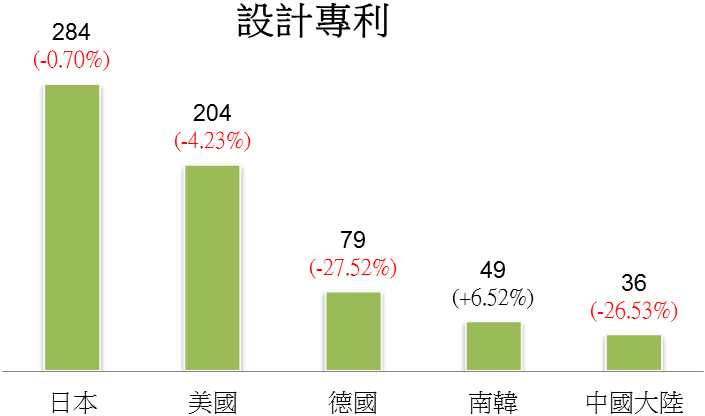 設計專利
284
(-0.70%)
204
(-4.23%)
79
(-27.52%)
49
(+6.52%)
36
(-26.53%)
日本
美國
德國
南韓
中國大陸